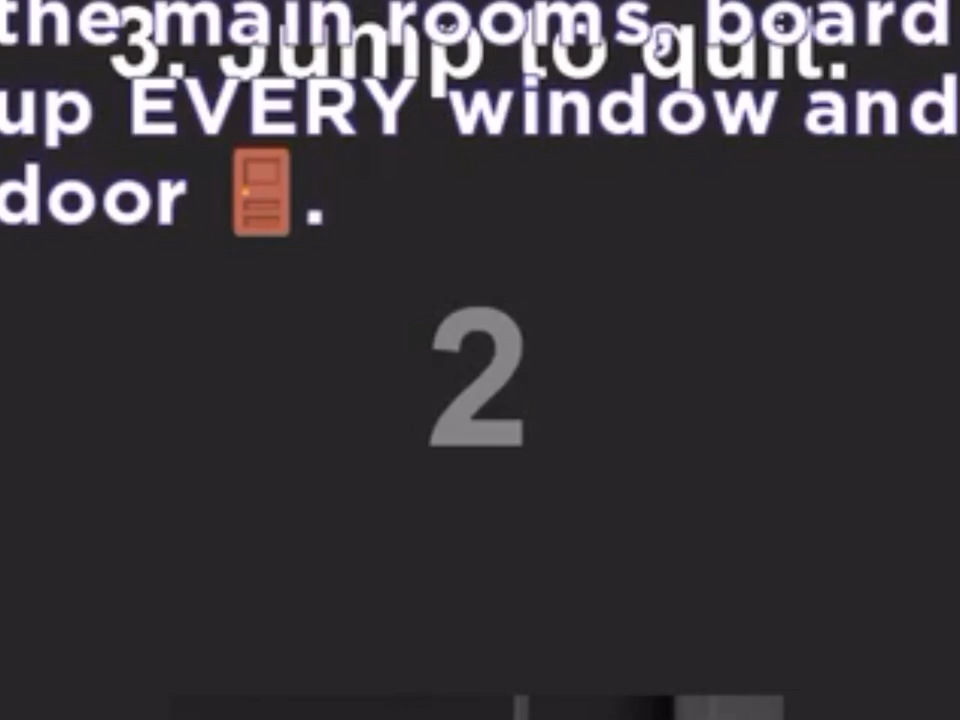 the main rooms, board
3. Jump to quit.
up EVERY window and
door 🚪.
2